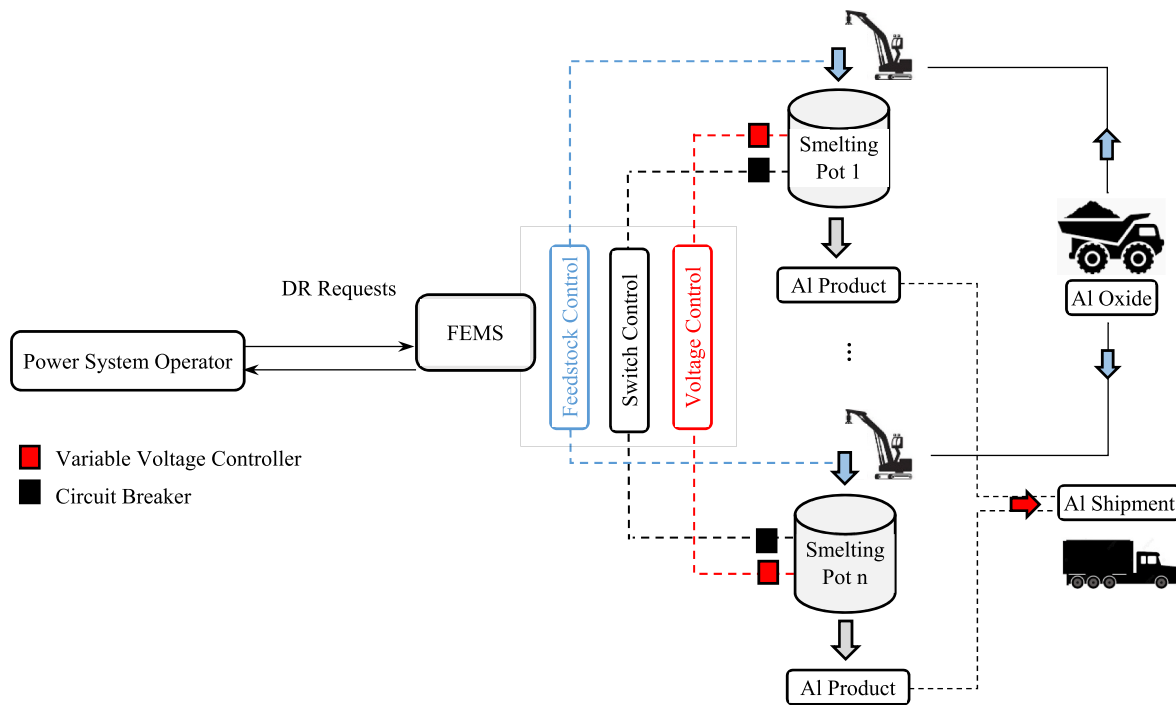 Smelting
Pot 1
Al Product
Al Oxide
DR Requests
FEMS
Power System Operator
Feedstock Control
Switch Control
Voltage Control
...
Variable Voltage Controller
Circuit Breaker
Smelting
Pot n
Al Product
Al Shipment